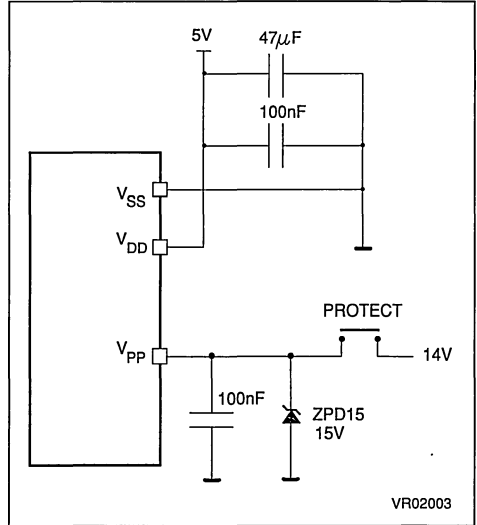 5V
47μF
100nF
VSS
VDD
PROTECT
VPP
14V
100nF
ZPD15
15V
VR02003